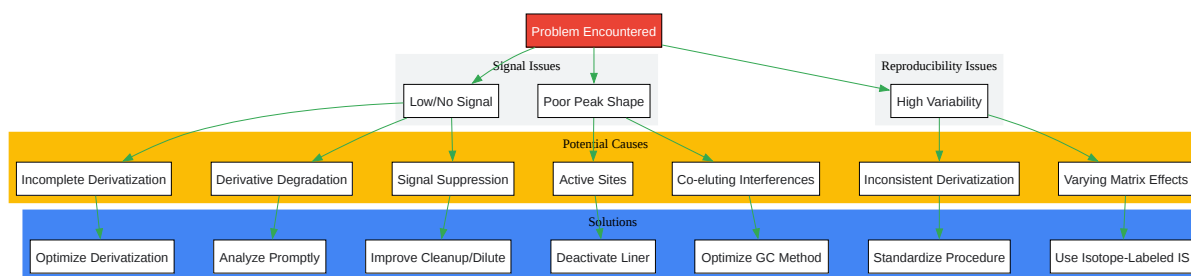 Problem Encountered
Signal Issues
Reproducibility Issues
Low/No Signal
Poor Peak Shape
High Variability
Potential Causes
Incomplete Derivatization
Derivative Degradation
Signal Suppression
Active Sites
Co-eluting Interferences
Inconsistent Derivatization
Varying Matrix Effects
Solutions
Optimize Derivatization
Analyze Promptly
Improve Cleanup/Dilute
Deactivate Liner
Optimize GC Method
Standardize Procedure
Use Isotope-Labeled IS